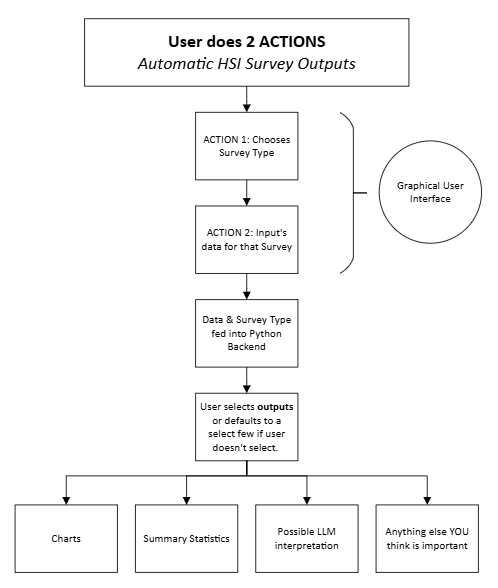 User does 2 ACTIONS
Automatic HSI Survey Outputs
ACTION 1: Chooses
Survey Type
Graphical User
Interface
ACTION 2: Input's
data for that Survey
Data & Survey Type
fed into Python
Backend
User selects outputs
or defaults to a
select few if user
doesn't select.
Charts
Summary Statistics
Possible LLM
interpretation
Anything else YOU
think is important